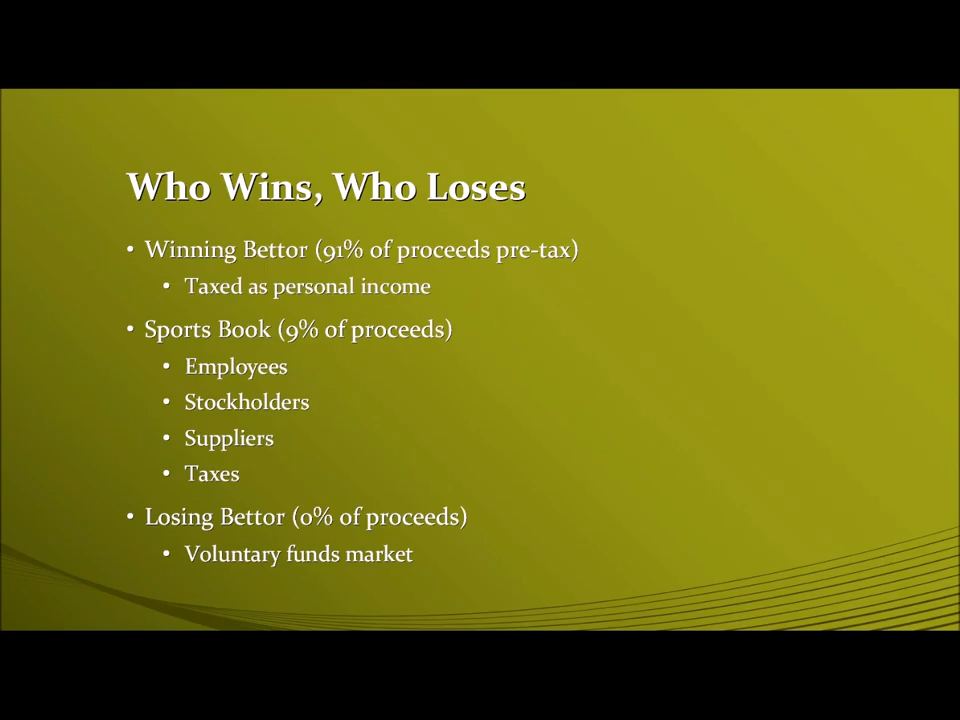 Who Wins, Who Loses
• Winning Bettor (91% of proceeds pre-tax)
• Taxed as personal income
• Sports Book (9% of proceeds)
• Employees
• Stockholders
• Suppliers
• Taxes
• Losing Bettor (0% of proceeds)
• Voluntary funds market